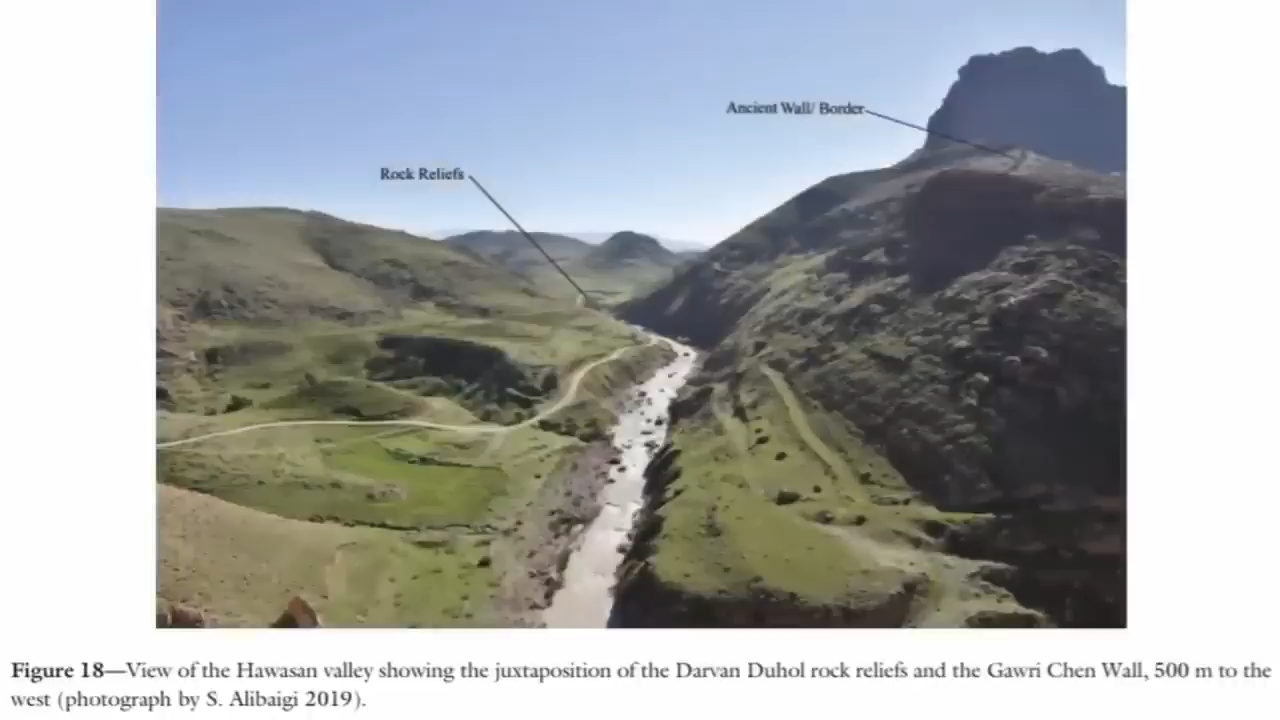 Ancient Wall/ Border
Rock Reliefs
Figure 18—View of the Hawasan valley showing the juxtaposition of the Darvan Duhol rock reliefs and the Gawri Chen Wall, 500 m to the
west (photograph by S. Alibaigi 2019).